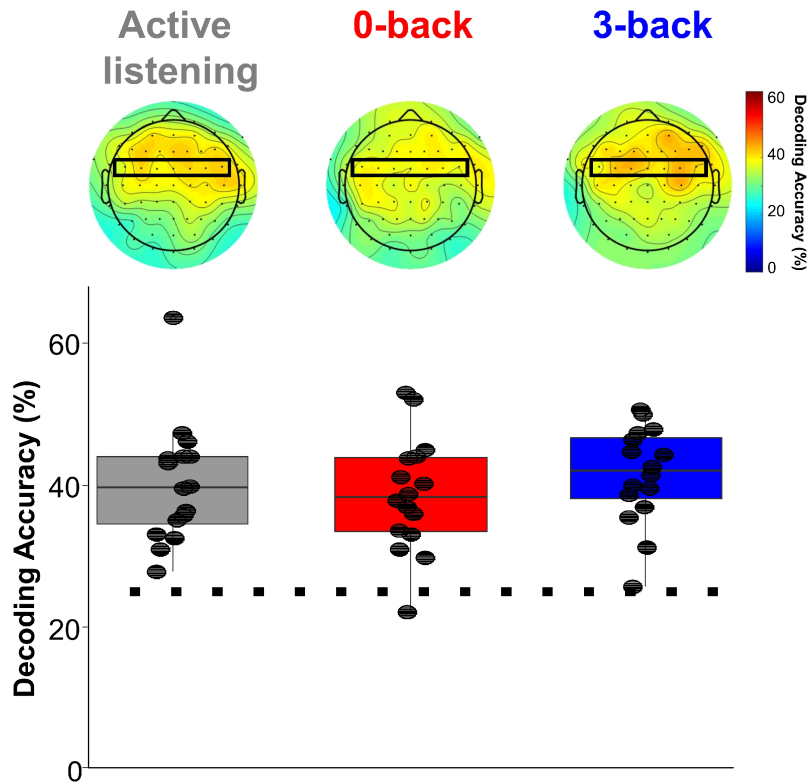 Active
listening
0-back
3-back
60
40
20
0
Decoding Accuracy (%)
60
40
20
0
Decoding Accuracy (%)